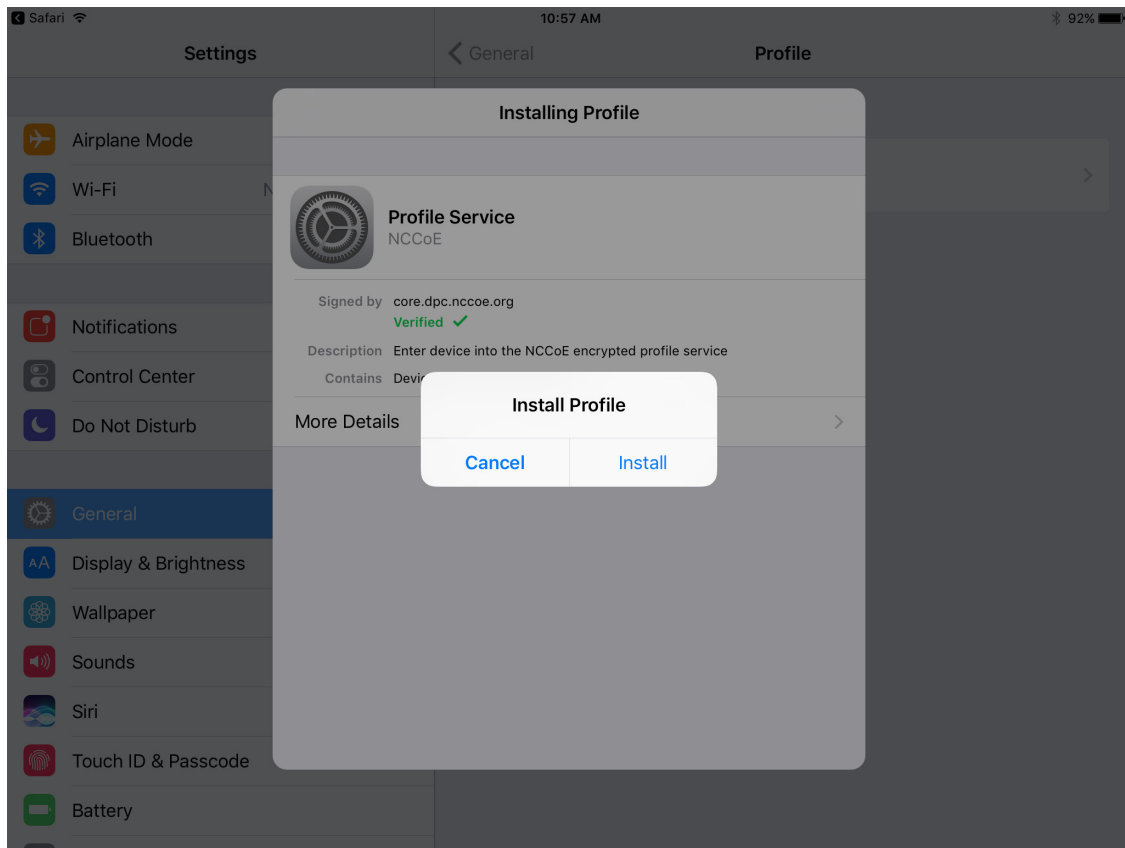 Safari
10:57 AM
92%
Settings
General
Profile
Installing Profile
Airplane Mode
Wi-Fi
Bluetooth
Profile Service
NCCoE
Signed by core.dpc.nccoe.org
Verified
Description Enter device into the NCCoE encrypted profile service
Contains
More Details
Install Profile
Cancel
Install
Notifications
Control Center
Do Not Disturb
General
Display & Brightness
Wallpaper
Sounds
Siri
Touch ID & Passcode
Battery